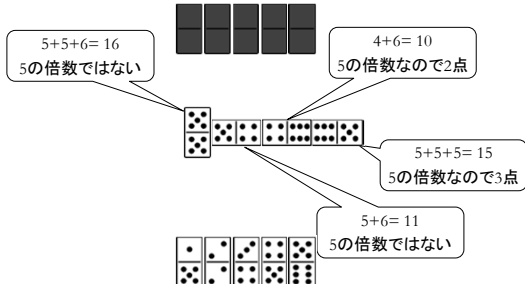 5+5+6= 16
5の倍数ではない
4+6= 10
5の倍数なので2点
5+5+5= 15
5の倍数なので3点
5+6= 11
5の倍数ではない